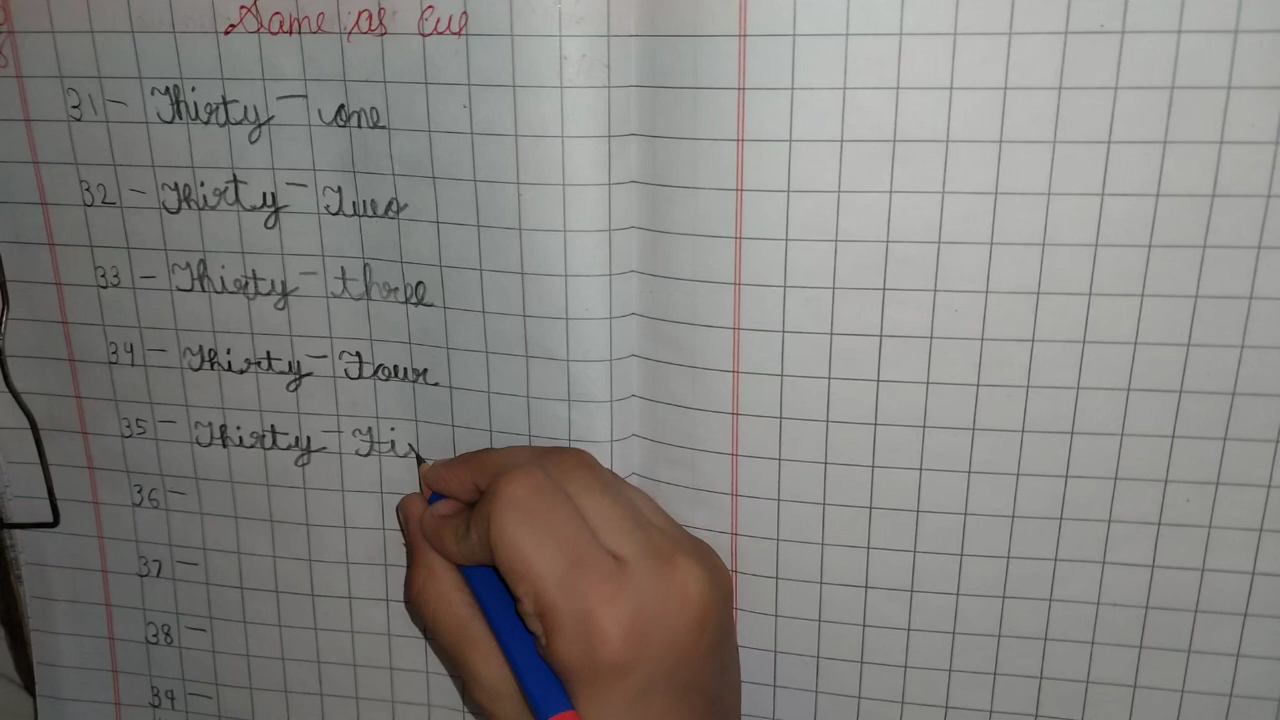 Same as
31 - Thirty - one
32 - Thirty - Two
33 - Thirty - three
34 - Thirty - Four
35 - Thirty - Fi
36 -
37 -
38 -
39 -